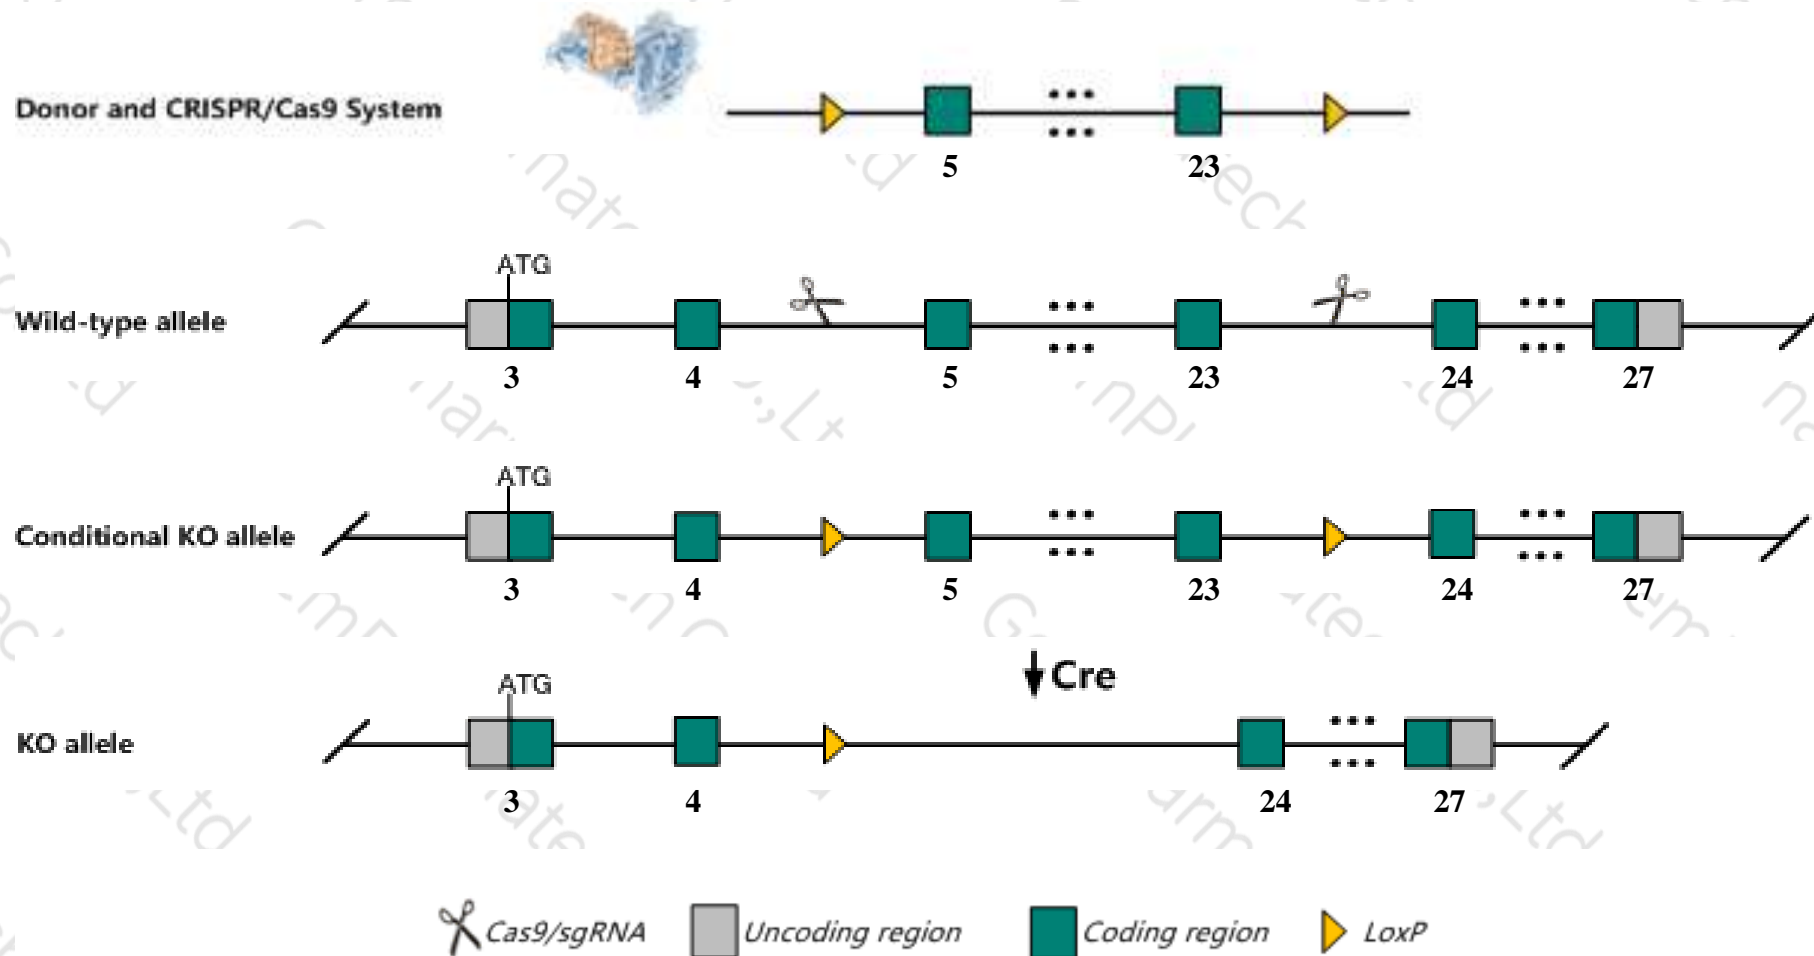 Donor and CRISPR/Cas9 System
5 23
ATG
Wild-type allele
3 4 5 23 24 27
ATG
Conditional KO allele
3 4 5 23 24 27
Cre
ATG
KO allele
3 4 24 27
Cas9/sgRNA Uncoding region Coding region LoxP